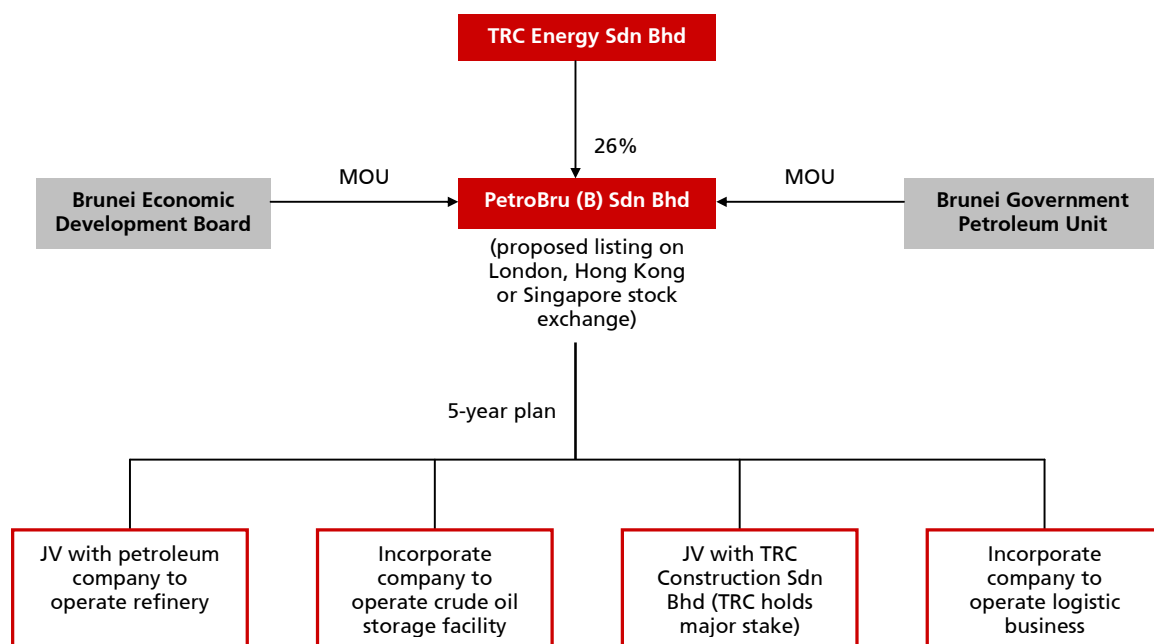 TRC Energy Sdn Bhd
26%
MOU
MOU
Brunei Economic
Development Board
PetroBru (B) Sdn Bhd
Brunei Government
Petroleum Unit
(proposed listing on
London, Hong Kong
or Singapore stock
exchange)
5-year plan
JV with petroleum
company to
operate refinery
Incorporate
company to
operate crude oil
storage facility
JV with TRC
Construction Sdn
Bhd (TRC holds
major stake)
Incorporate
company to
operate logistic
business